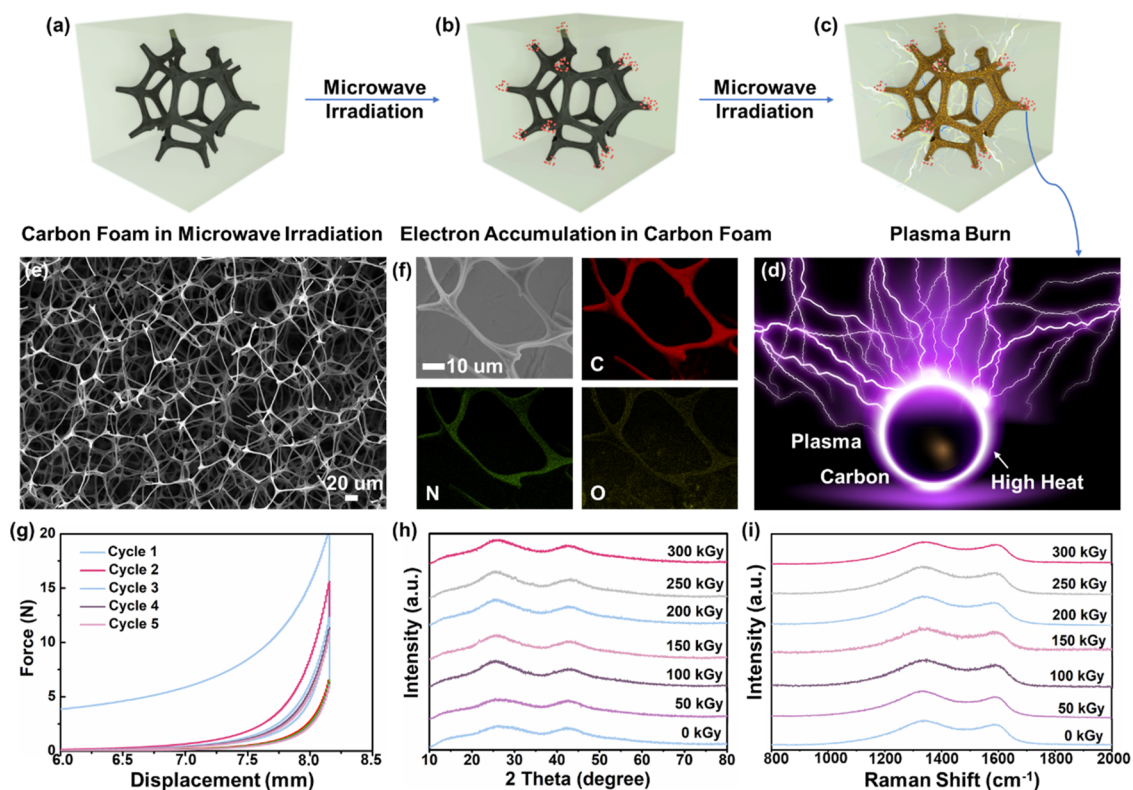 (a)
(b)
(c)
Microwave
Irradiation
Microwave
Irradiation
Carbon Foam in Microwave Irradiation
Electron Accumulation in Carbon Foam
Plasma Burn
(e)
20 um
(f)
10 um
C
N
O
(d)
Plasma
Carbon
High Heat
(g)
20
15
10
5
0
Force (N)
Cycle 1
Cycle 2
Cycle 3
Cycle 4
Cycle 5
6.0
7.0
7.5
8.0
8.5
Displacement (mm)
(h)
Intensity (a.u.)
300 kGy
250 kGy
200 kGy
150 kGy
100 kGy
50 kGy
0 kGy
10 20 30 40 50 60 70 80
2 Theta (degree)
(i)
Intensity (a.u.)
300 kGy
250 kGy
200 kGy
150 kGy
100 kGy
50 kGy
0 kGy
800 1000 1200 1400 1600 1800 2000
Raman Shift (cm⁻¹)